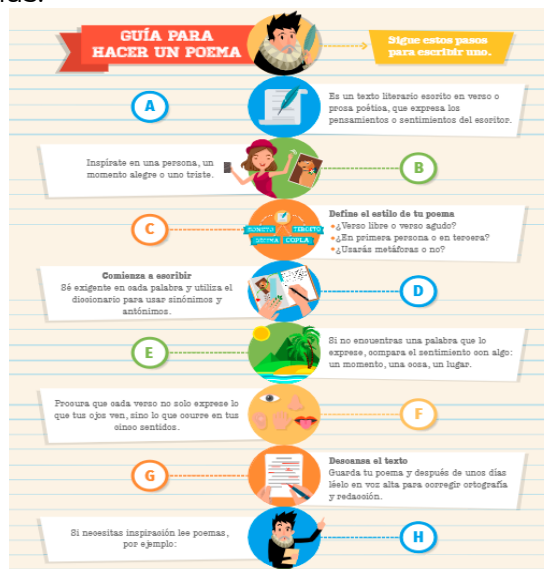 GUÍA PARA
HACER UN POEMA
Sigue estos pasos
para escribir uno.
A
Es un texto literario escrito en verso o
prosa poética, que expresa los
pensamientos o sentimientos del escritor.
Inspírate en una persona, un
momento alegre o uno triste.
B
C
SONETO
TERCETO
DÉCIMA
COPLA
Define el estilo de tu poema
•¿Verso libre o verso agudo?
•¿En primera persona o en tercera?
•¿Usarás metáforas o no?
Comienza a escribir
Sé exigente en cada palabra y utiliza el
diccionario para usar sinónimos y
antónimos.
D
E
Si no encuentras una palabra que lo
exprese, compara el sentimiento con algo:
un momento, una cosa, un lugar.
Procura que cada verso no solo exprese lo
que tus ojos ven, sino lo que ocurre en tus
cinco sentidos.
F
G
Descansa el texto
Guarda tu poema y después de unos días
léelo en voz alta para corregir ortografía
y redacción.
Si necesitas inspiración lee poemas,
por ejemplo:
H